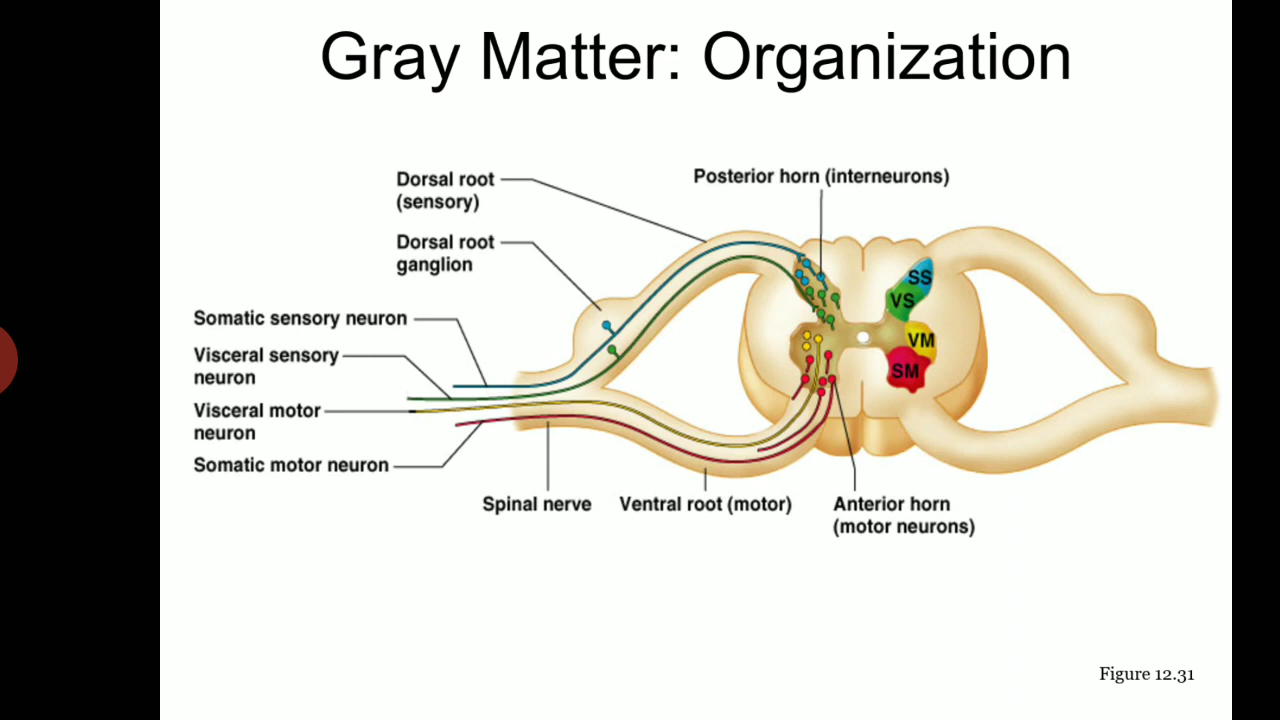 Gray Matter: Organization
Dorsal root
(sensory)
Posterior horn (interneurons)
Dorsal root
ganglion
SS
VS
Somatic sensory neuron
Visceral sensory
neuron
VM
SM
Visceral motor
neuron
Somatic motor neuron
Spinal nerve
Ventral root (motor)
Anterior horn
(motor neurons)
Figure 12.31